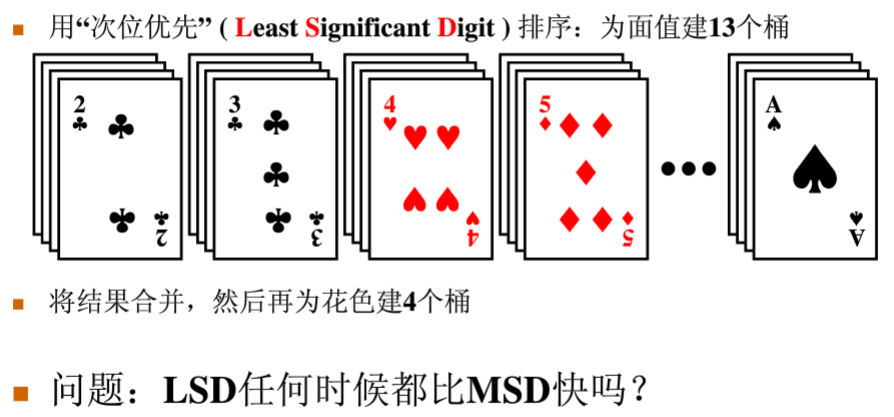 用“次位优先” ( Least Significant Digit ) 排序：为面值建13个桶
2 3 4 5 A
2 3 4 5 A
将结果合并，然后再为花色建4个桶
问题：LSD任何时候都比MSD快吗？